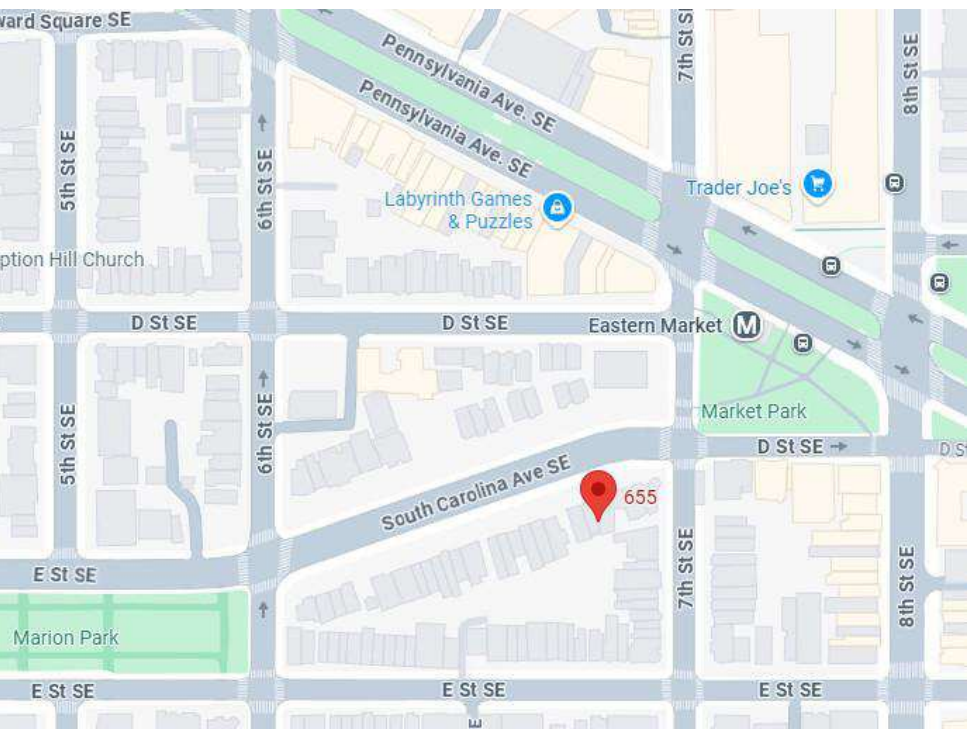 ward Square SE
Pennsylvania Ave. SE
Pennsylvania Ave. SE
7th St SE
8th St SE
5th St SE
6th St SE
Labyrinth Games
& Puzzles
Trader Joe's
ption Hill Church
D St SE
D St SE
Eastern Market
M
Market Park
D St SE
D St
5th St SE
6th St SE
South Carolina Ave SE
655
7th St SE
8th St SE
E St SE
Marion Park
E St SE
E St SE
E St SE
E